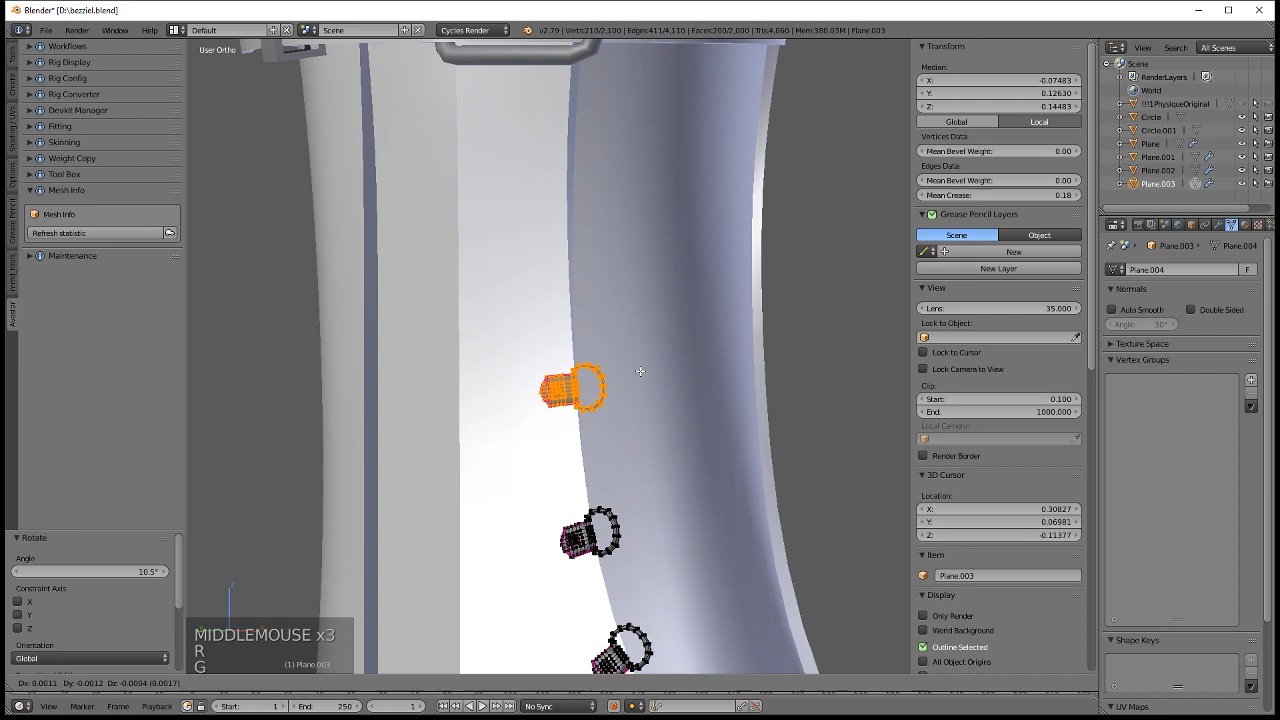 Blender* [D:\bezziel.blend]
File Render Window Help Default Scene Cycles Render v2.79 | Verts:210/2,100 | Edges:411/4,110 | Faces:200/2,000 | Tris:4,060 | Mem:380.03M | Plane.003
User Ortho
Tools
Create
Shading / UVs
Options
Grease Pencil
mmd_tools
Avastar
Workflows
Rig Display
Rig Config
Rig Converter
Devkit Manager
Fitting
Skinning
Weight Copy
Tool Box
Mesh Info
Mesh Info
Refresh statistic
Maintenance
Rotate
Angle
10.5°
Constraint Axis
X
Y
Z
Orientation
Global
MIDDLEMOUSE x3
R
G
(1) Plane.003
z
Dx: 0.0011 Dy: -0.0012 Dz: -0.0004 (0.0017)
View Marker Frame Playback Start: 1 End: 250 1 No Sync
Transform
Median:
X: -0.07483
Y: 0.12630
Z: 0.14483
Global Local
Vertices Data:
Mean Bevel Weight: 0.00
Edges Data:
Mean Bevel Weight: 0.00
Mean Crease: 0.18
Grease Pencil Layers
Scene Object
New
New Layer
View
Lens: 35.000
Lock to Object:
Lock to Cursor
Lock Camera to View
Clip:
Start: 0.100
End: 1000.000
Local Camera:
Render Border
3D Cursor
Location:
X: 0.30827
Y: 0.06981
Z: -0.11377
Item
Plane.003
Display
Only Render
World Background
Outline Selected
All Object Origins
View Search All Scenes
Scene
RenderLayers
World
!!!1PhysiqueOriginal
Circle
Circle.001
Plane
Plane.001
Plane.002
Plane.003
Plane.003 Plane.004
Plane.004 F
Normals
Auto Smooth Double Sided
Angle: 30°
Texture Space
Vertex Groups
Shape Keys
UV Maps